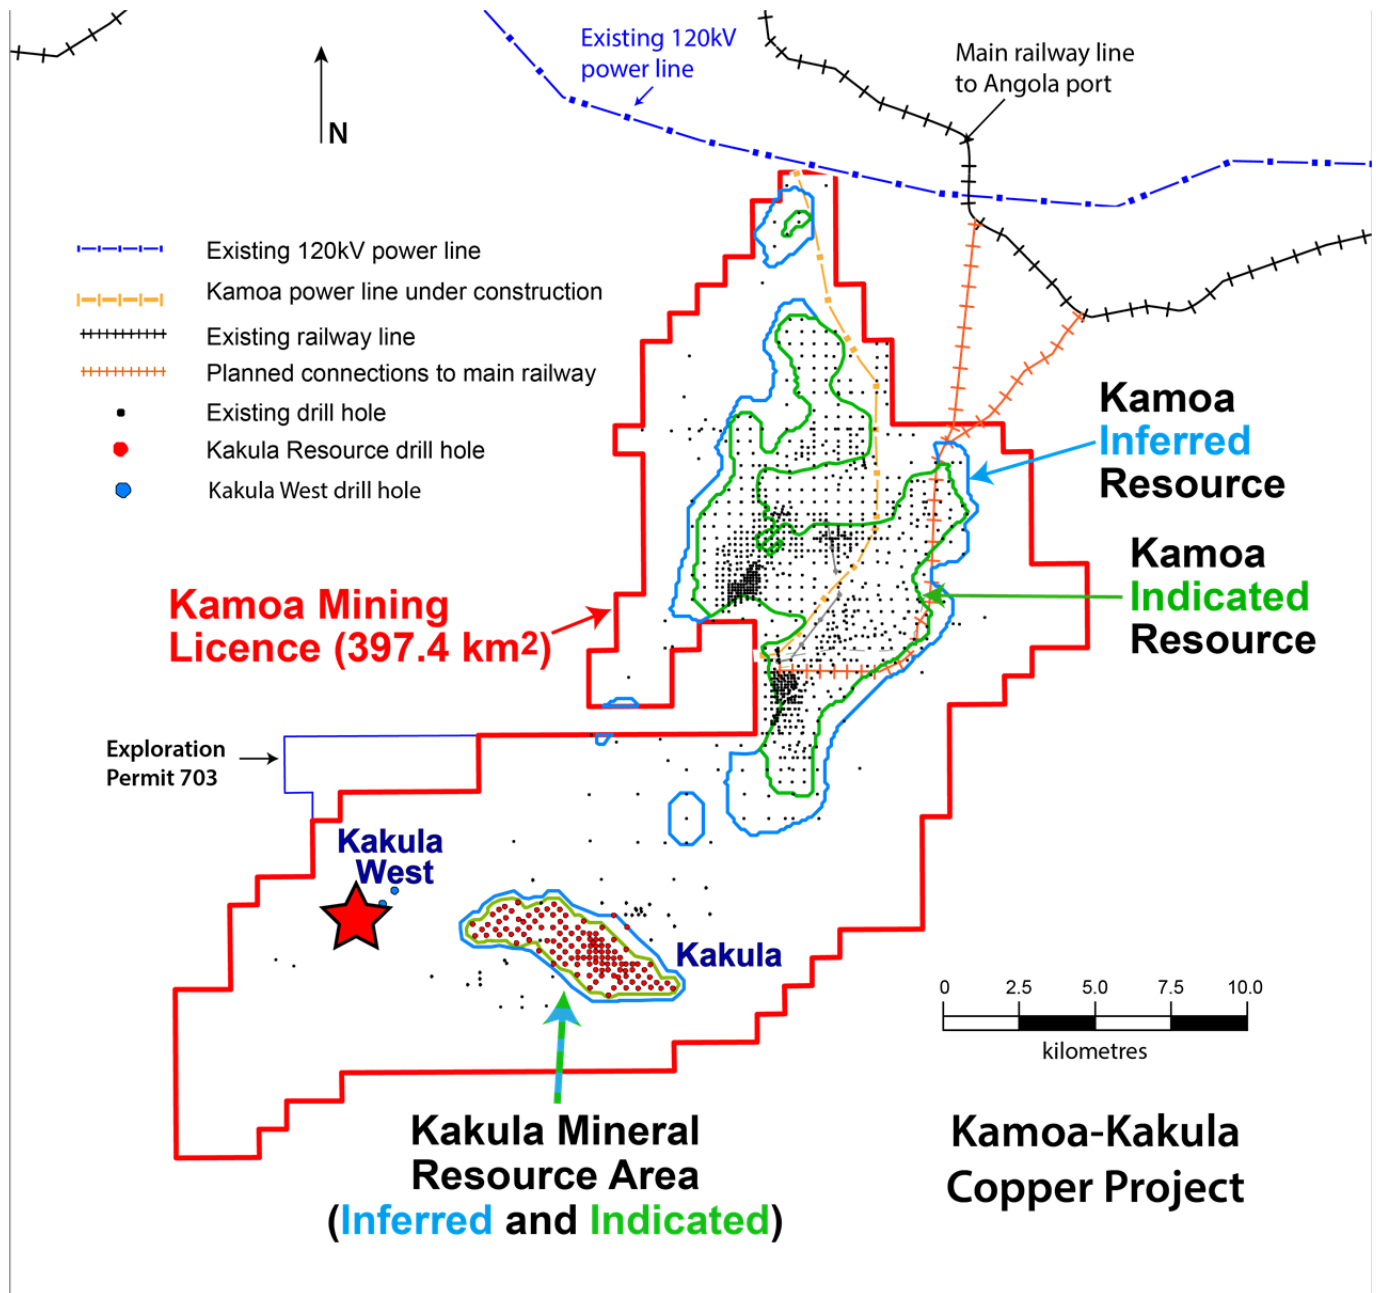 Existing 120kV
power line
Main railway line
to Angola port
N
Existing 120kV power line
Kamoa power line under construction
Existing railway line
Planned connections to main railway
Existing drill hole
Kakula Resource drill hole
Kakula West drill hole
Kamoa
Inferred
Resource
Kamoa
Indicated
Resource
Kamoa Mining
Licence (397.4 km²)
Exploration
Permit 703
Kakula
West
Kakula
0 2.5 5.0 7.5 10.0
kilometres
Kakula Mineral
Resource Area
(Inferred and Indicated)
Kamoa-Kakula
Copper Project